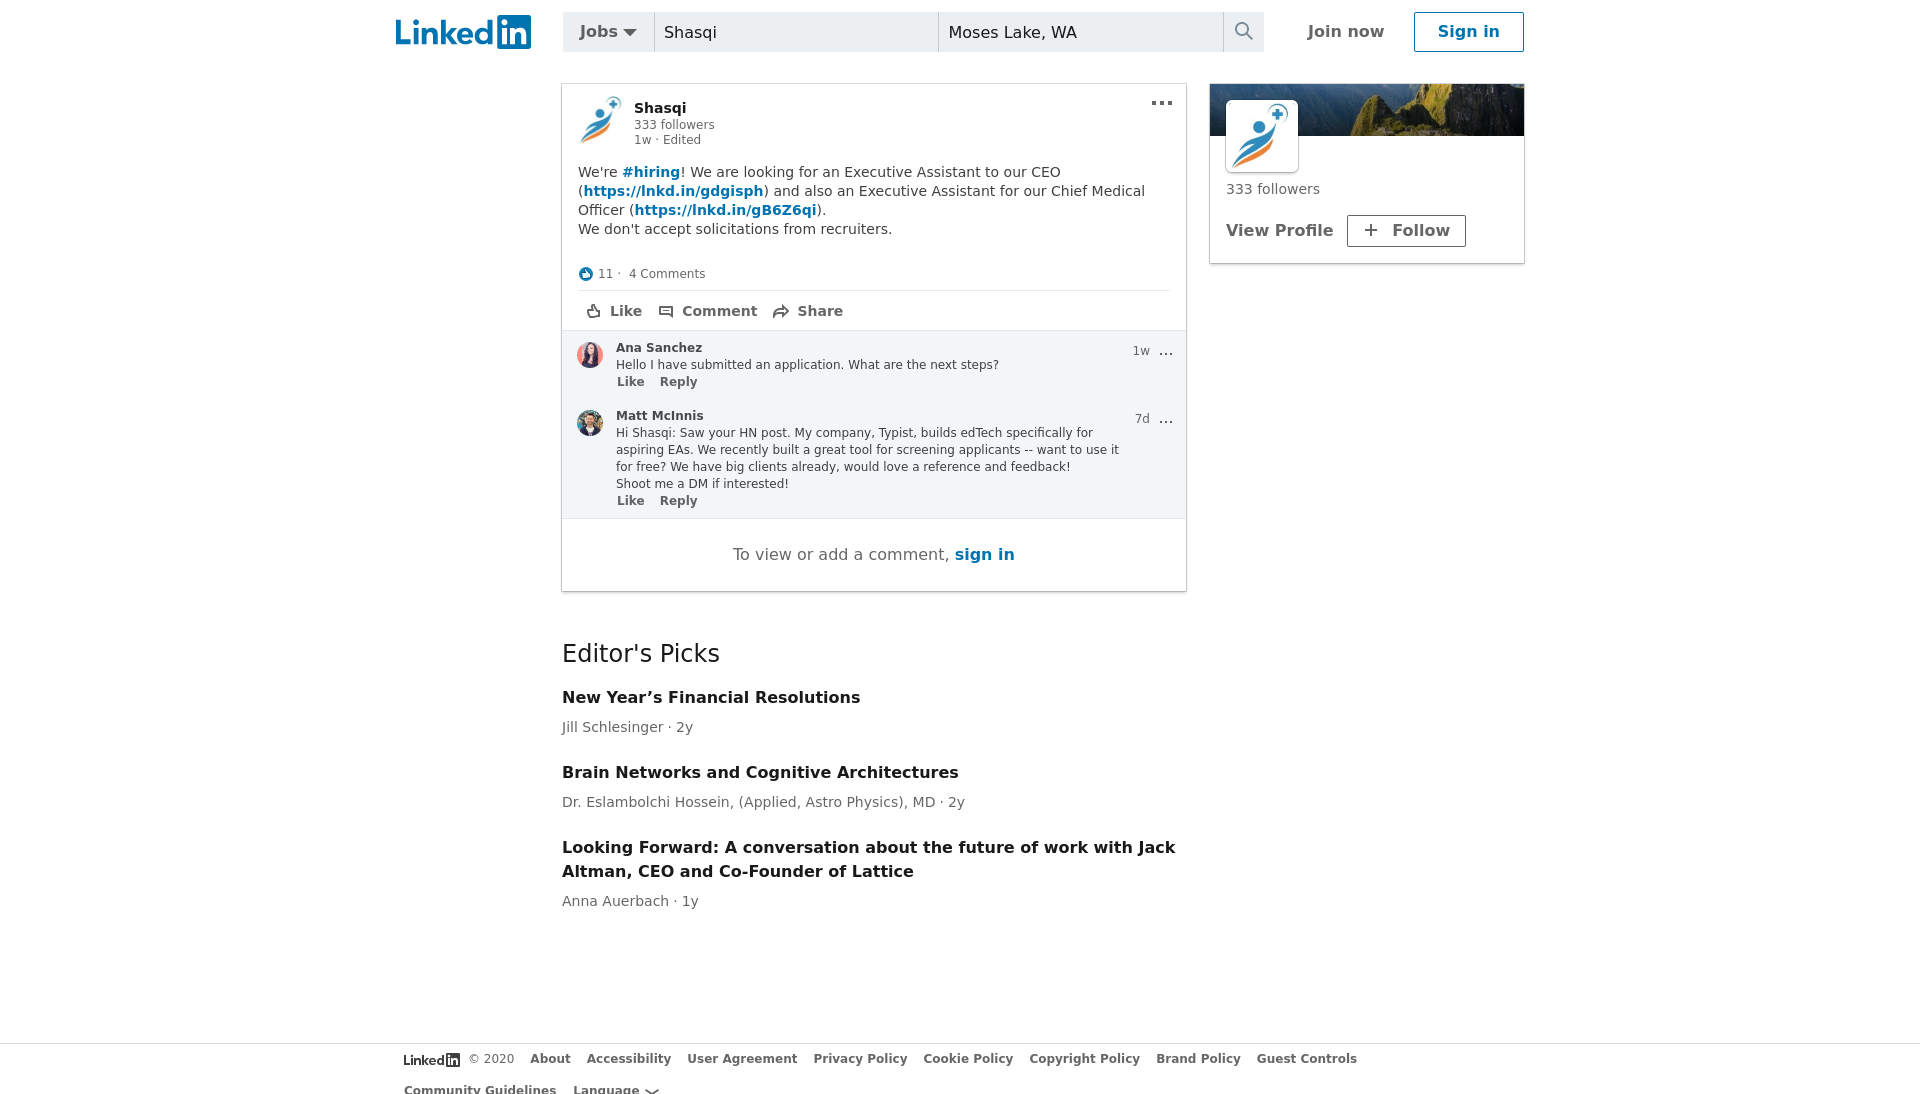 Linked in
Jobs
Shasqi
Moses Lake, WA
Join now
Sign in
Shasqi
333 followers
1w · Edited
We're #hiring! We are looking for an Executive Assistant to our CEO
(https://lnkd.in/gdgisph) and also an Executive Assistant for our Chief Medical
Officer (https://lnkd.in/gB6Z6qi).
We don't accept solicitations from recruiters.
11 · 4 Comments
Like Comment Share
Ana Sanchez
1w ...
Hello I have submitted an application. What are the next steps?
Like Reply
Matt McInnis
7d ...
Hi Shasqi: Saw your HN post. My company, Typist, builds edTech specifically for
aspiring EAs. We recently built a great tool for screening applicants -- want to use it
for free? We have big clients already, would love a reference and feedback!
Shoot me a DM if interested!
Like Reply
To view or add a comment, sign in
333 followers
View Profile
+ Follow
Editor's Picks
New Year’s Financial Resolutions
Jill Schlesinger · 2y
Brain Networks and Cognitive Architectures
Dr. Eslambolchi Hossein, (Applied, Astro Physics), MD · 2y
Looking Forward: A conversation about the future of work with Jack
Altman, CEO and Co-Founder of Lattice
Anna Auerbach · 1y
Linked in © 2020 About Accessibility User Agreement Privacy Policy Cookie Policy Copyright Policy Brand Policy Guest Controls
Community Guidelines Language